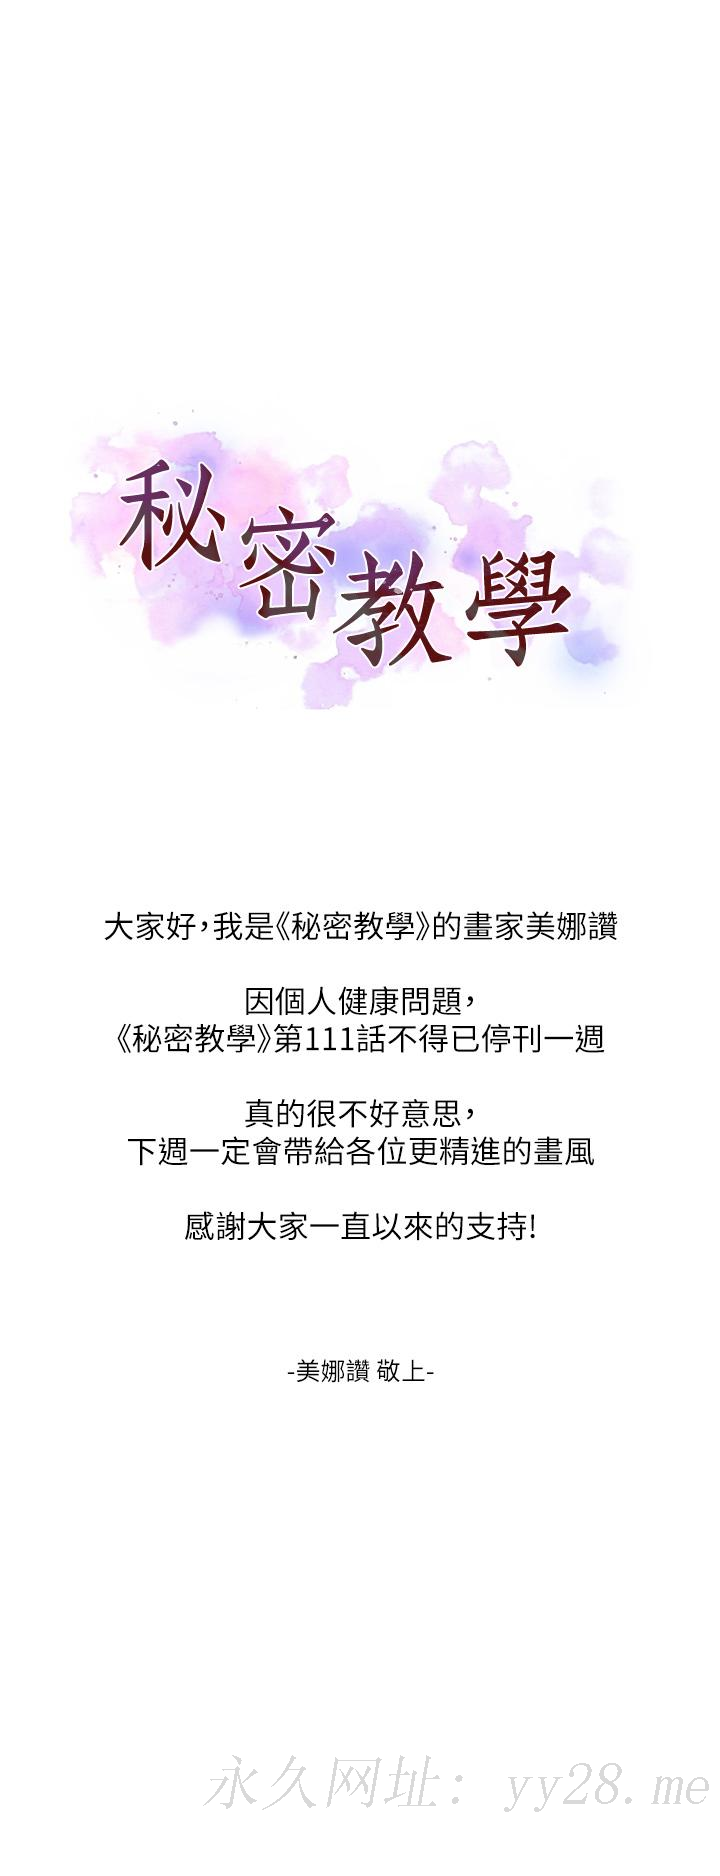 秘密教學
大家好，我是《秘密教學》的畫家美娜讚
因個人健康問題，
《秘密教學》第111話不得已停刊一週
真的很不好意思，
下週一定會帶給各位更精進的畫風
感謝大家一直以來的支持!
-美娜讚 敬上-
永久网址：yy28.me